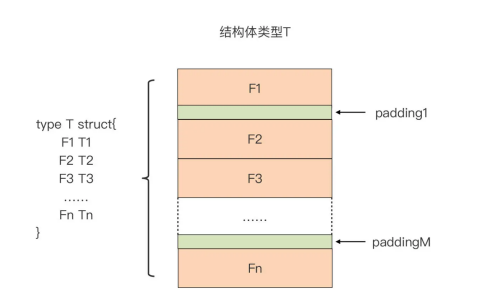 结构体类型T
type T struct{
F1 T1
F2 T2
F3 T3
……
Fn Tn
}
F1
padding1
F2
F3
……
paddingM
Fn